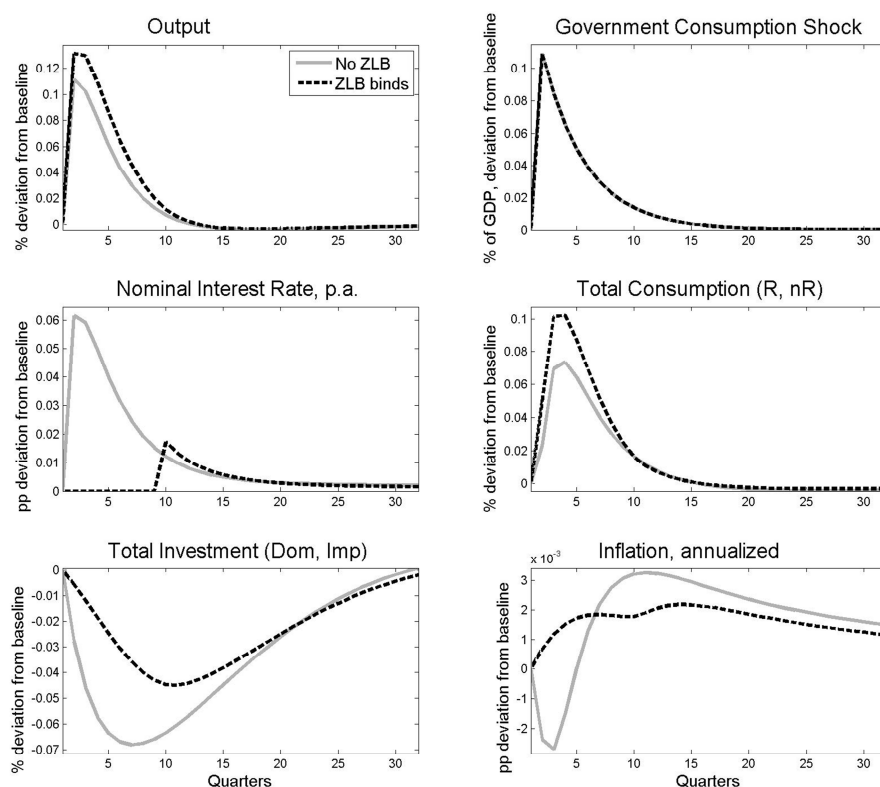 Output
% deviation from baseline
0.12
0.1
0.08
0.06
0.04
0.02
0
5 10 15 20 25 30
No ZLB
ZLB binds
Government Consumption Shock
% of GDP, deviation from baseline
0.1
0.08
0.06
0.04
0.02
0
5 10 15 20 25 30
Nominal Interest Rate, p.a.
pp deviation from baseline
0.06
0.05
0.04
0.03
0.02
0.01
0
5 10 15 20 25 30
Total Consumption (R, nR)
% deviation from baseline
0.1
0.08
0.06
0.04
0.02
0
5 10 15 20 25 30
Total Investment (Dom, Imp)
% deviation from baseline
0
-0.01
-0.02
-0.03
-0.04
-0.05
-0.06
-0.07
5 10 15 20 25 30
Quarters
Inflation, annualized
x 10⁻³
pp deviation from baseline
3
2
1
0
-1
-2
5 10 15 20 25 30
Quarters